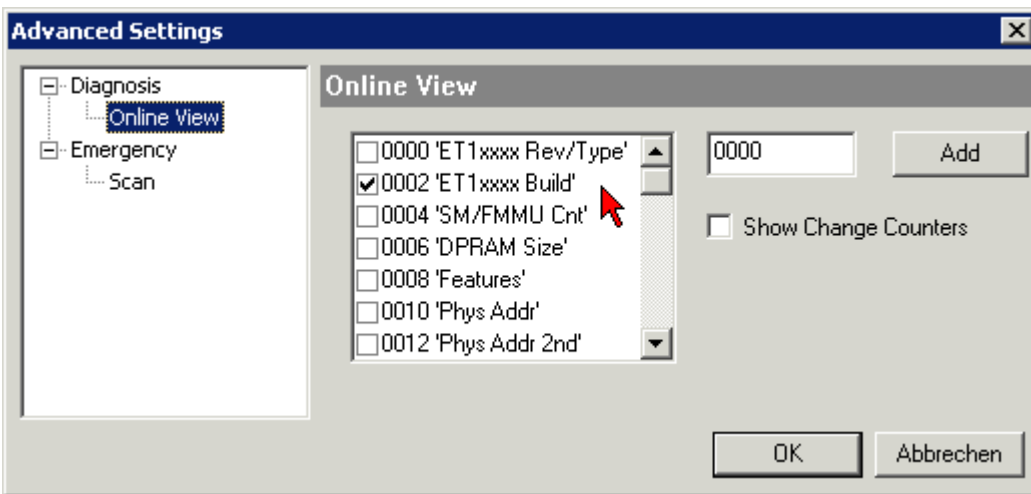 Advanced Settings
Diagnosis
Online View
Emergency
Scan
Online View
0000 'ET1xxxx Rev/Type'
0002 'ET1xxxx Build'
0004 'SM/FMMU Cnt'
0006 'DPRAM Size'
0008 'Features'
0010 'Phys Addr'
0012 'Phys Addr 2nd'
0000
Add
Show Change Counters
OK
Abbrechen